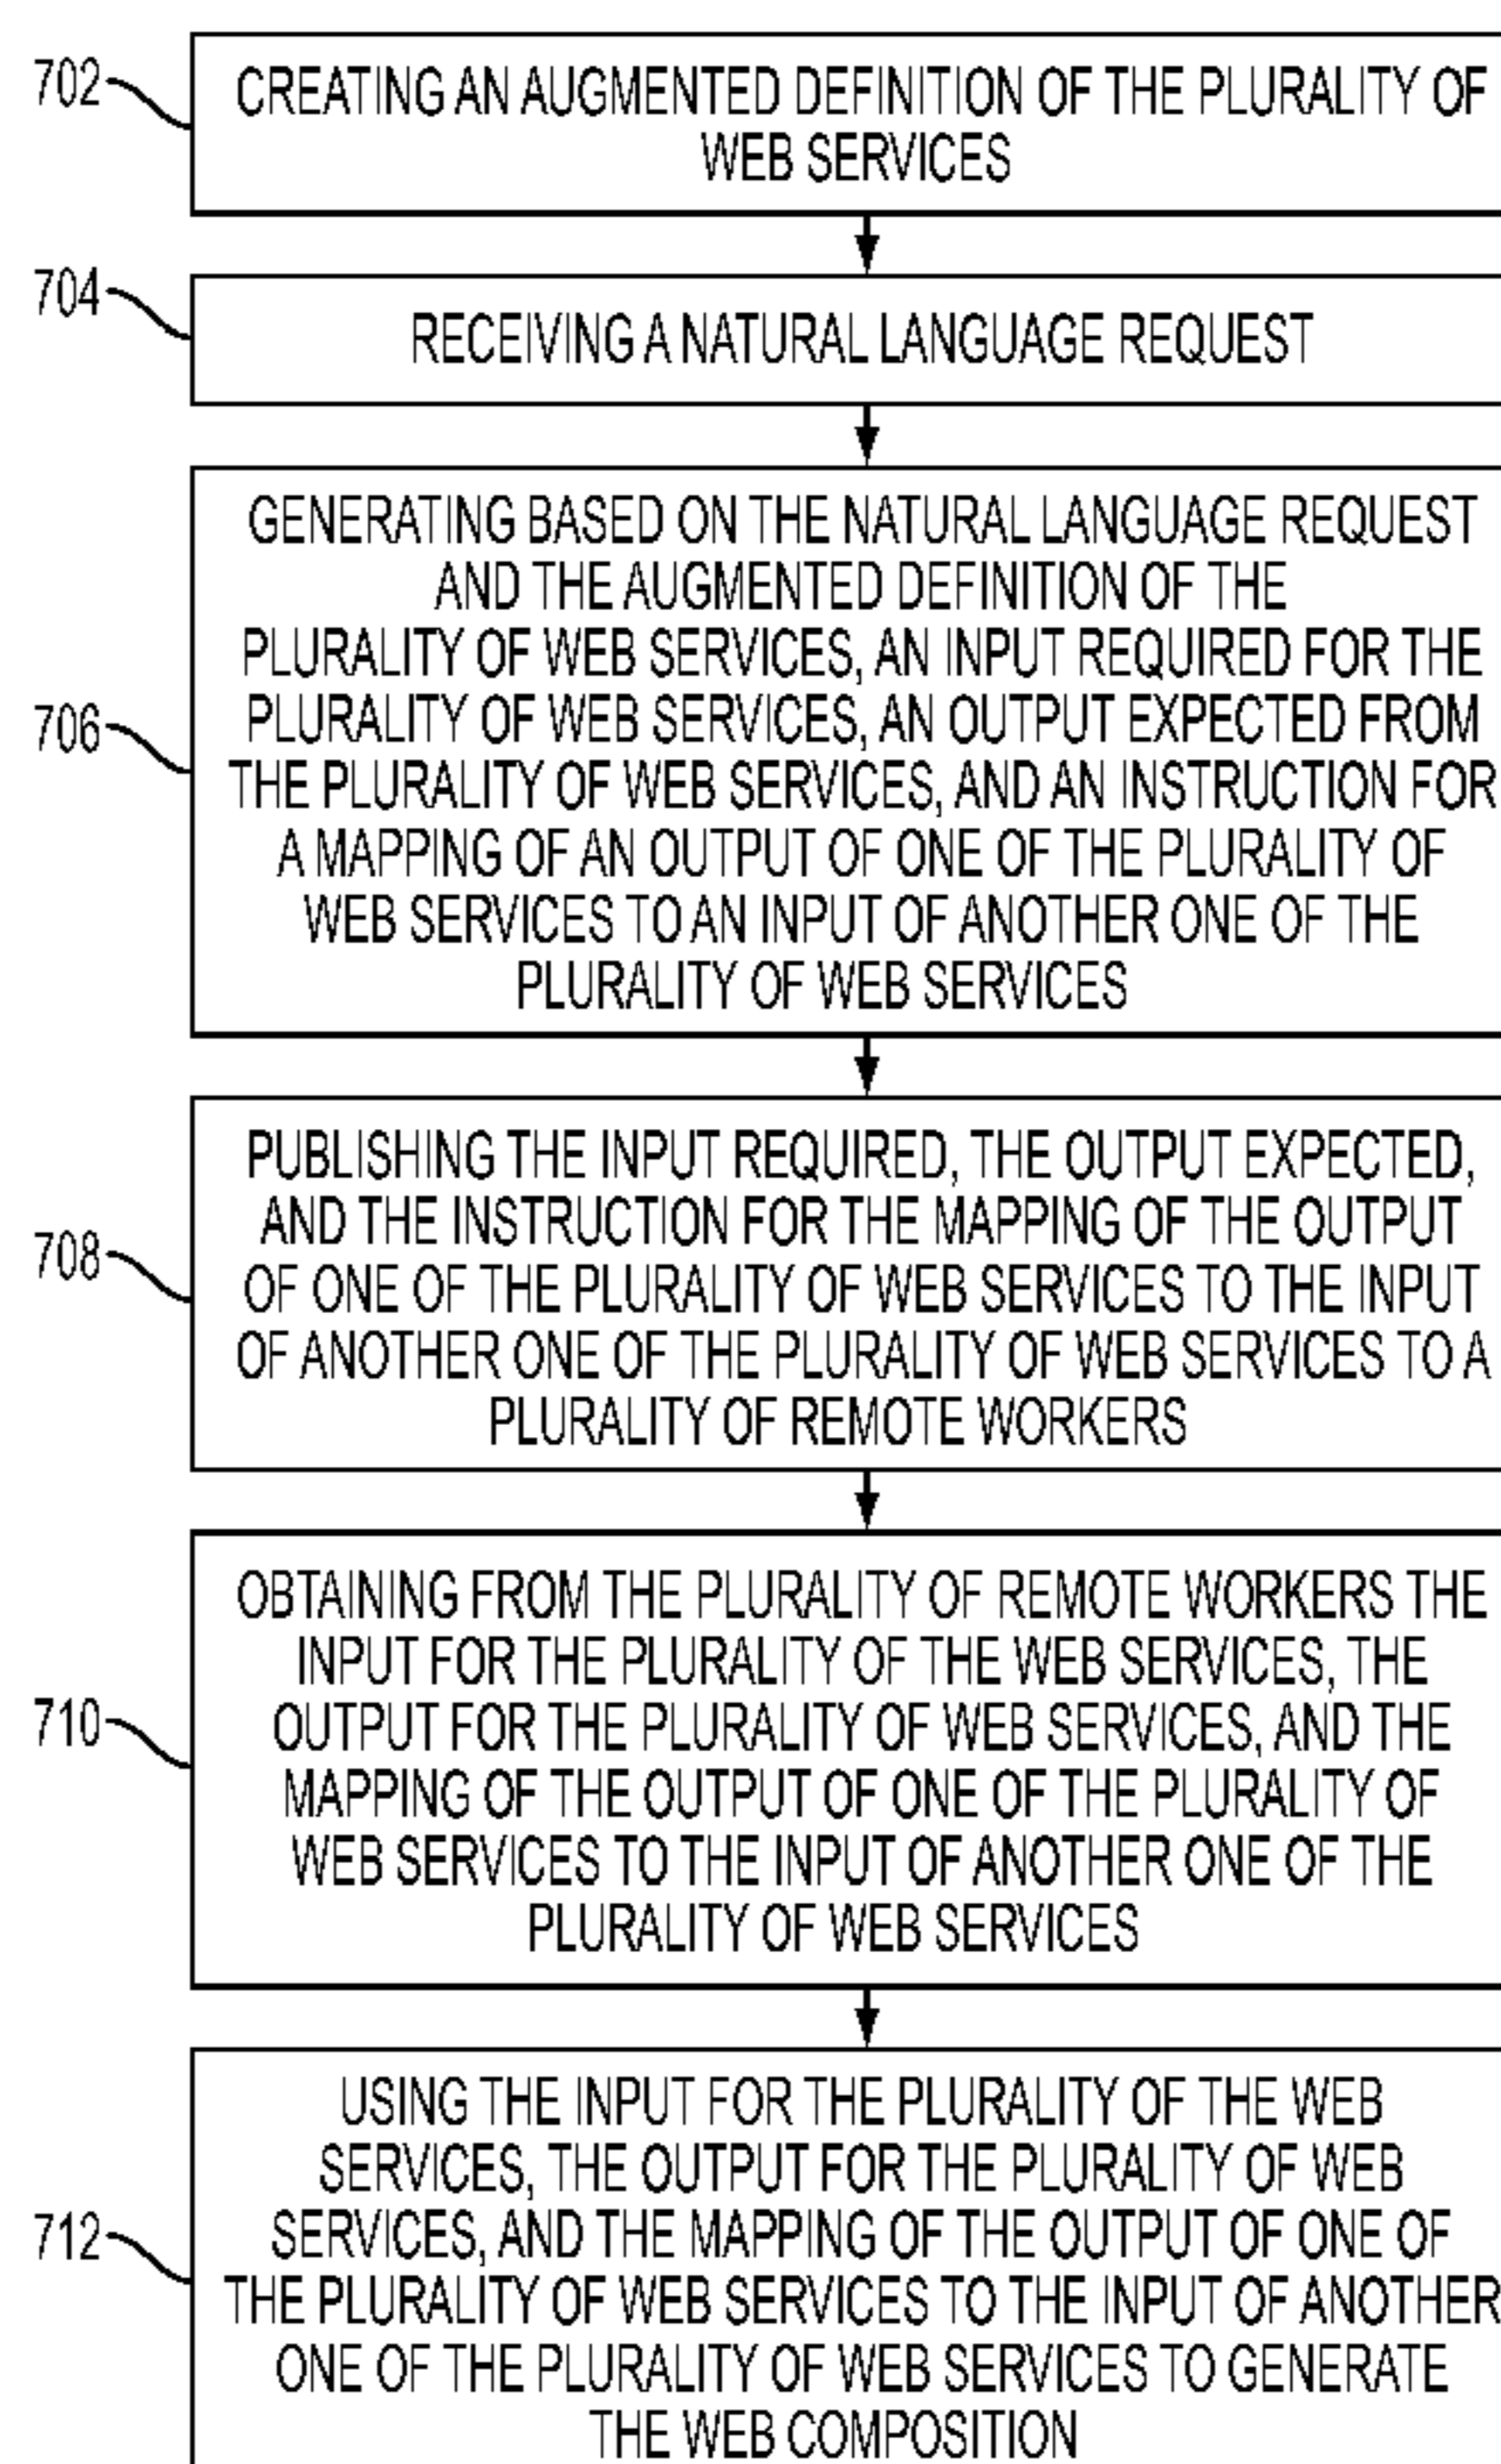 702
CREATING AN AUGMENTED DEFINITION OF THE PLURALITY OF
WEB SERVICES
704
RECEIVING A NATURAL LANGUAGE REQUEST
706
GENERATING BASED ON THE NATURAL LANGUAGE REQUEST
AND THE AUGMENTED DEFINITION OF THE
PLURALITY OF WEB SERVICES, AN INPUT REQUIRED FOR THE
PLURALITY OF WEB SERVICES, AN OUTPUT EXPECTED FROM
THE PLURALITY OF WEB SERVICES, AND AN INSTRUCTION FOR
A MAPPING OF AN OUTPUT OF ONE OF THE PLURALITY OF
WEB SERVICES TO AN INPUT OF ANOTHER ONE OF THE
PLURALITY OF WEB SERVICES
708
PUBLISHING THE INPUT REQUIRED, THE OUTPUT EXPECTED,
AND THE INSTRUCTION FOR THE MAPPING OF THE OUTPUT
OF ONE OF THE PLURALITY OF WEB SERVICES TO THE INPUT
OF ANOTHER ONE OF THE PLURALITY OF WEB SERVICES TO A
PLURALITY OF REMOTE WORKERS
710
OBTAINING FROM THE PLURALITY OF REMOTE WORKERS THE
INPUT FOR THE PLURALITY OF THE WEB SERVICES, THE
OUTPUT FOR THE PLURALITY OF WEB SERVICES, AND THE
MAPPING OF THE OUTPUT OF ONE OF THE PLURALITY OF
WEB SERVICES TO THE INPUT OF ANOTHER ONE OF THE
PLURALITY OF WEB SERVICES
712
USING THE INPUT FOR THE PLURALITY OF THE WEB
SERVICES, THE OUTPUT FOR THE PLURALITY OF WEB
SERVICES, AND THE MAPPING OF THE OUTPUT OF ONE OF
THE PLURALITY OF WEB SERVICES TO THE INPUT OF ANOTHER
ONE OF THE PLURALITY OF WEB SERVICES TO GENERATE
THE WEB COMPOSITION